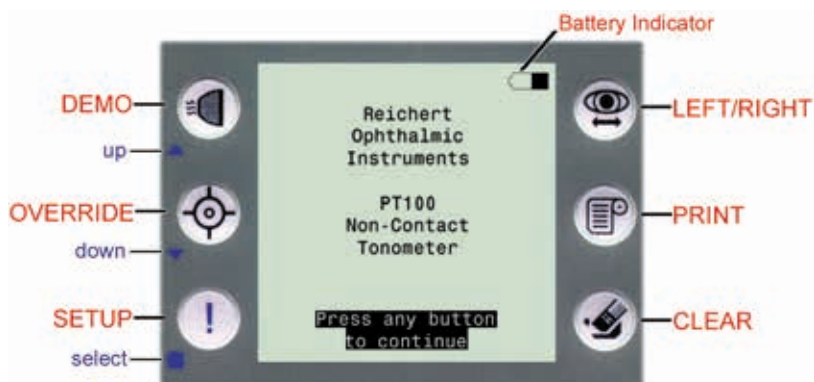 Battery Indicator
DEMO
up
OVERRIDE
down
SETUP
select
Reichert
Ophthalmic
Instruments
PT100
Non-Contact
Tonometer
Press any button
to continue
LEFT/RIGHT
PRINT
CLEAR